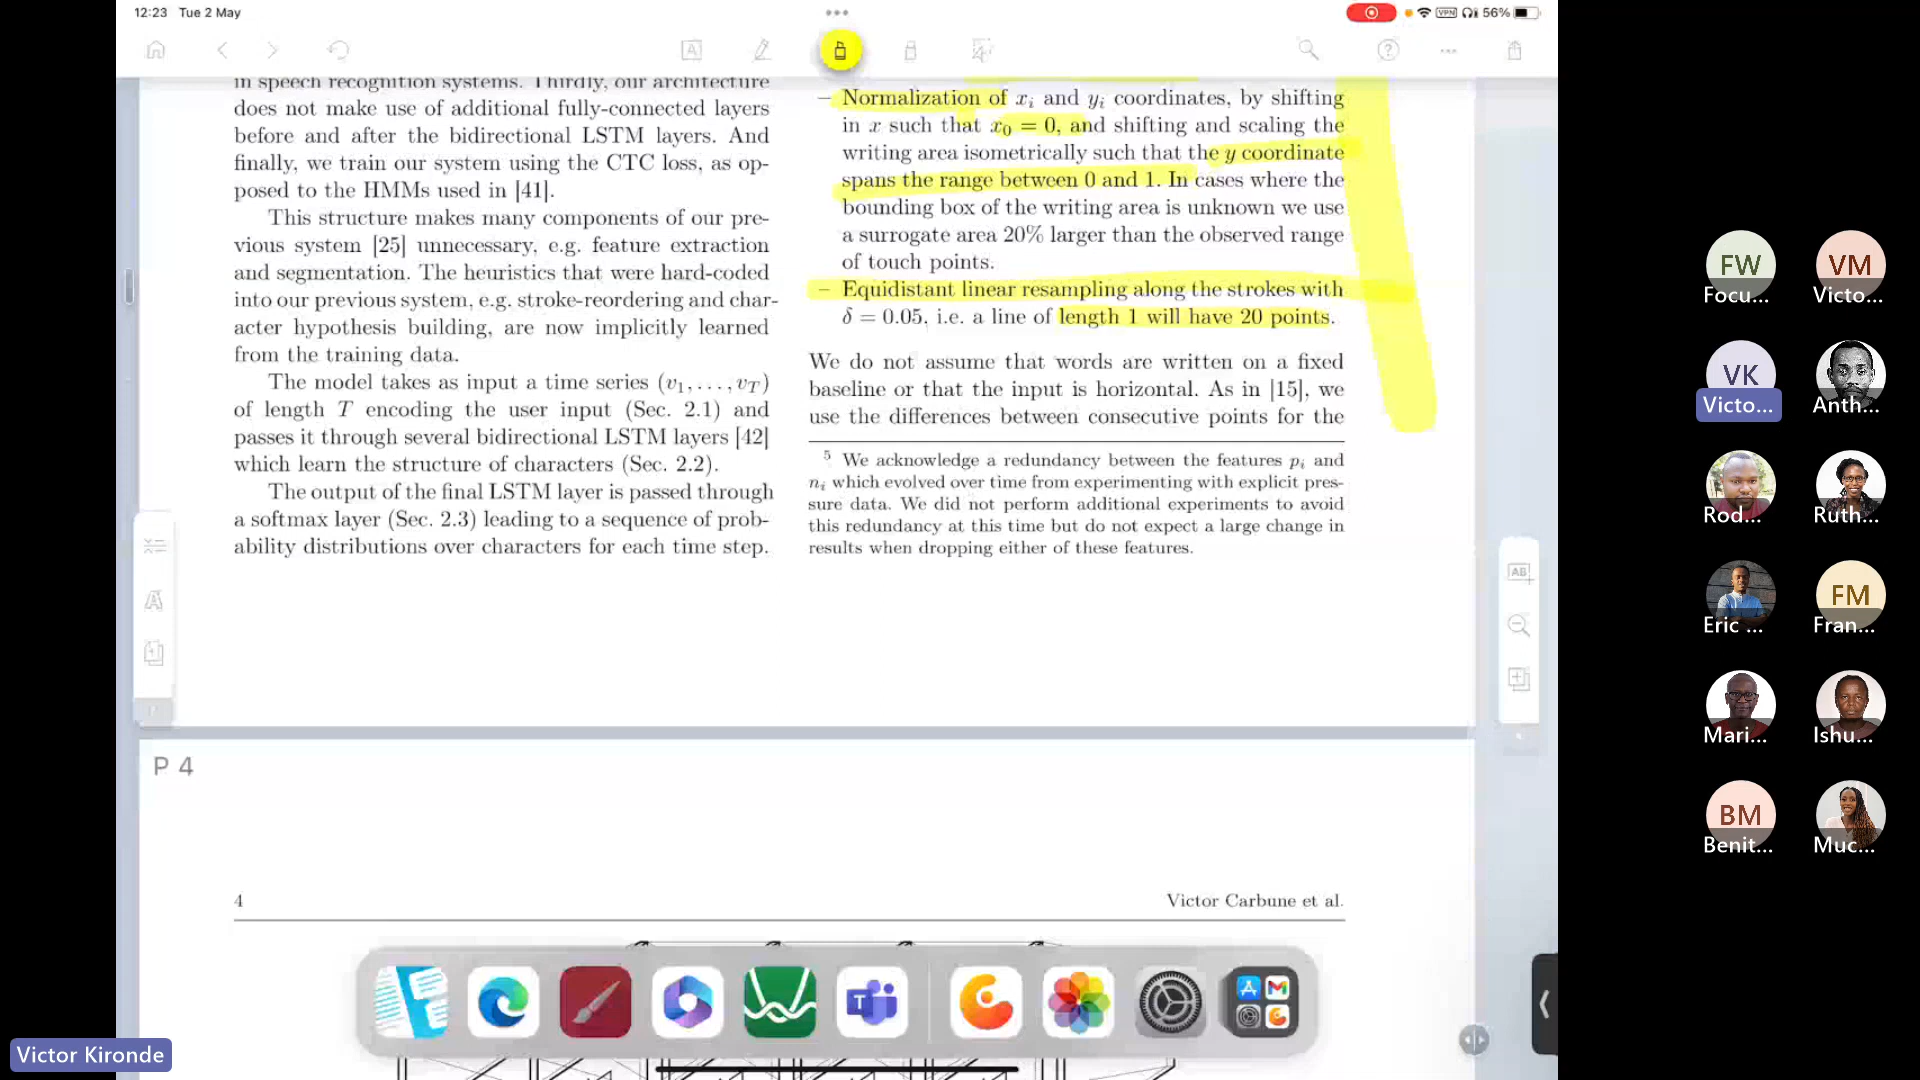 12:23 Tue 2 May
VPN 56%
in speech recognition systems. Thirdly, our architecture
does not make use of additional fully-connected layers
before and after the bidirectional LSTM layers. And
finally, we train our system using the CTC loss, as op-
posed to the HMMs used in [41].
This structure makes many components of our pre-
vious system [25] unnecessary, e.g. feature extraction
and segmentation. The heuristics that were hard-coded
into our previous system, e.g. stroke-reordering and char-
acter hypothesis building, are now implicitly learned
from the training data.
The model takes as input a time series (v₁, . . . , v_T)
of length T encoding the user input (Sec. 2.1) and
passes it through several bidirectional LSTM layers [42]
which learn the structure of characters (Sec. 2.2).
The output of the final LSTM layer is passed through
a softmax layer (Sec. 2.3) leading to a sequence of prob-
ability distributions over characters for each time step.
– Normalization of xᵢ and yᵢ coordinates, by shifting
in x such that x₀ = 0, and shifting and scaling the
writing area isometrically such that the y coordinate
spans the range between 0 and 1. In cases where the
bounding box of the writing area is unknown we use
a surrogate area 20% larger than the observed range
of touch points.
– Equidistant linear resampling along the strokes with
δ = 0.05, i.e. a line of length 1 will have 20 points.
We do not assume that words are written on a fixed
baseline or that the input is horizontal. As in [15], we
use the differences between consecutive points for the
⁵ We acknowledge a redundancy between the features pᵢ and
nᵢ which evolved over time from experimenting with explicit pres-
sure data. We did not perform additional experiments to avoid
this redundancy at this time but do not expect a large change in
results when dropping either of these features.
P 4
4 Victor Carbune et al.
FW
Focu...
VM
Victo...
VK
Victo...
Anth...
Rod...
Ruth...
Eric ...
FM
Fran...
Mari...
Ishu...
BM
Benit...
Muc...
Victor Kironde